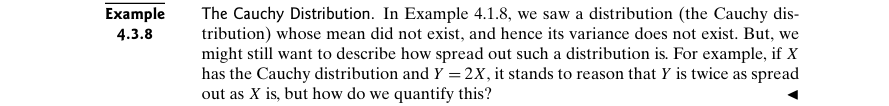 Example The Cauchy Distribution. In Example 4.1.8, we saw a distribution (the Cauchy dis-
4.3.8 tribution) whose mean did not exist, and hence its variance does not exist. But, we
might still want to describe how spread out such a distribution is. For example, if X
has the Cauchy distribution and Y = 2X, it stands to reason that Y is twice as spread
out as X is, but how do we quantify this? ◄